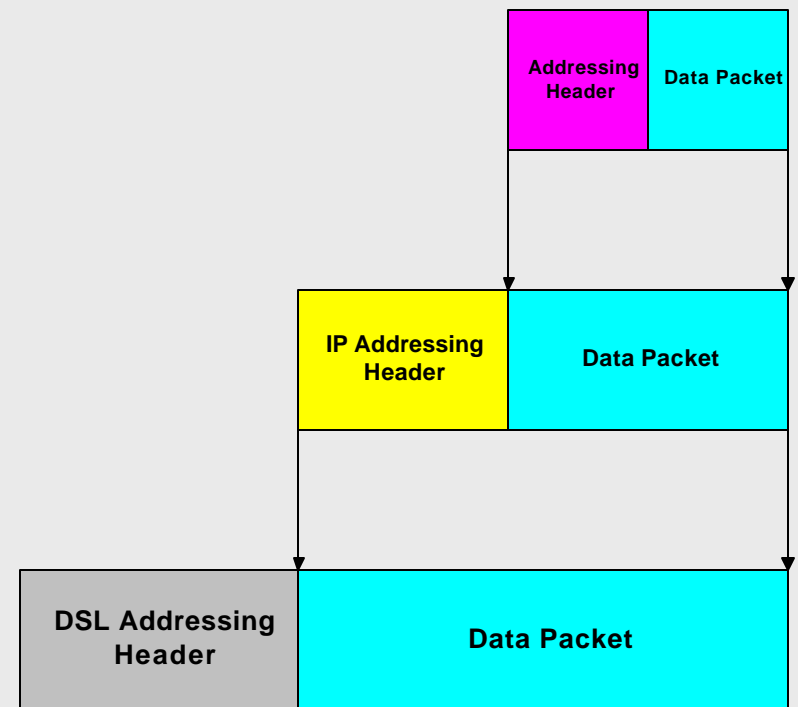 Addressing
Header
Data Packet
IP Addressing
Header
Data Packet
DSL Addressing
Header
Data Packet